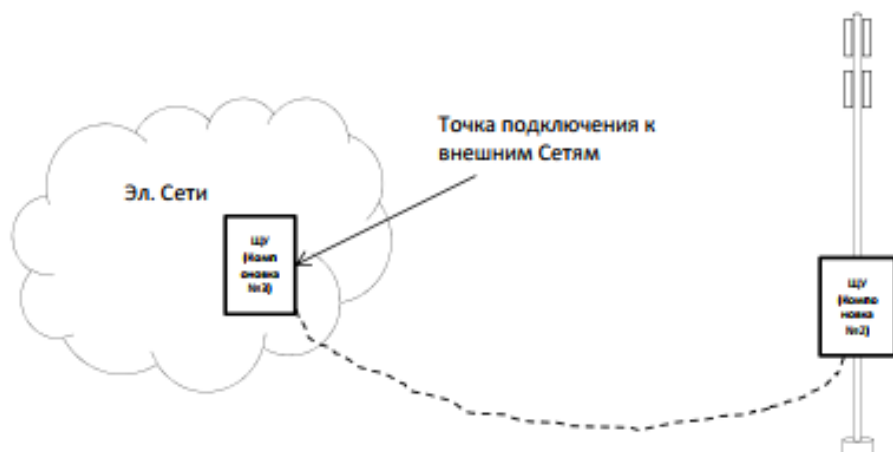 Точка подключения к
внешним Сетям
Эл. Сети
ЩУ
(Комп
оновка
№3)
ЩУ
(Компо
новка
№2)